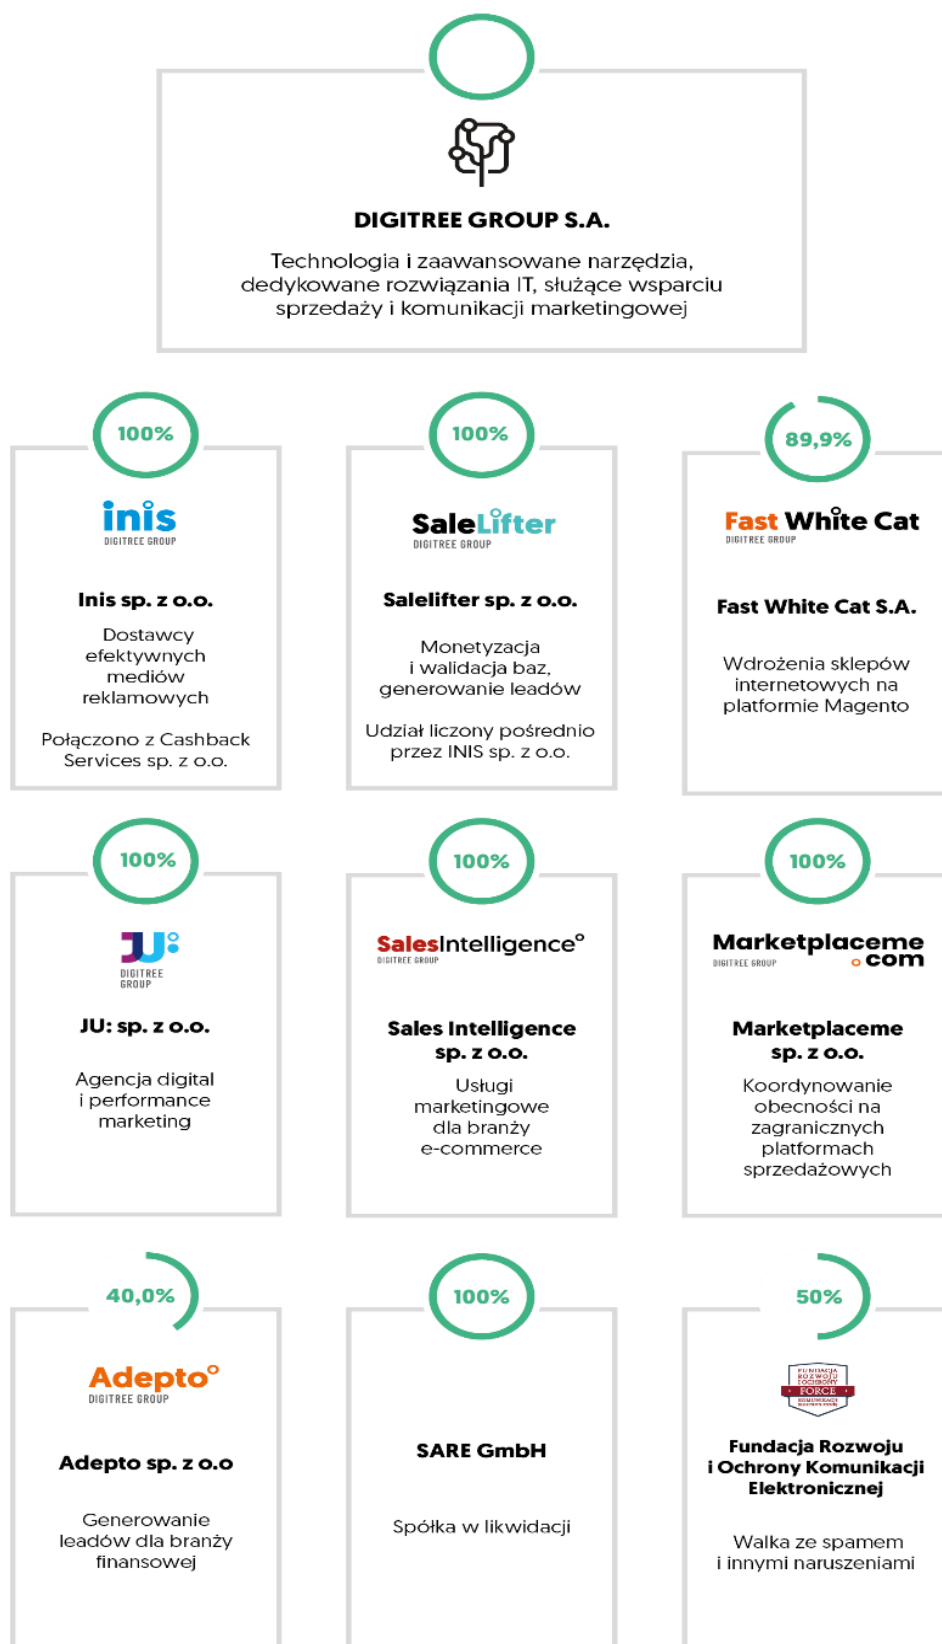 DIGITREE GROUP S.A.
Technologia i zaawansowane narzędzia,
dedykowane rozwiązania IT, służące wsparciu
sprzedaży i komunikacji marketingowej
100%
inis
DIGITREE GROUP
Inis sp. z o.o.
Dostawcy
efektywnych
mediów
reklamowych
Połączono z Cashback
Services sp. z o.o.
100%
SaleLifter
DIGITREE GROUP
Salelifter sp. z o.o.
Monetyzacja
i walidacja baz,
generowanie leadów
Udział liczony pośrednio
przez INIS sp. z o.o.
89,9%
Fast White Cat
DIGITREE GROUP
Fast White Cat S.A.
Wdrożenia sklepów
internetowych na
platformie Magento
100%
JU:
DIGITREE
GROUP
JU: sp. z o.o.
Agencja digital
i performance
marketing
100%
SalesIntelligence
DIGITREE GROUP
Sales Intelligence
sp. z o.o.
Usługi
marketingowe
dla branży
e-commerce
100%
Marketplaceme
DIGITREE GROUP
com
Marketplaceme
sp. z o.o.
Koordynowanie
obecności na
zagranicznych
platformach
sprzedażowych
40,0%
Adepto
DIGITREE GROUP
Adepto sp. z o.o
Generowanie
leadów dla branży
finansowej
100%
SARE GmbH
Spółka w likwidacji
50%
FUNDACJA
ROZWOJU
I OCHRONY
FORCE
KOMUNIKACJI
ELEKTRONICZNEJ
Fundacja Rozwoju
i Ochrony Komunikacji
Elektronicznej
Walka ze spamem
i innymi naruszeniami